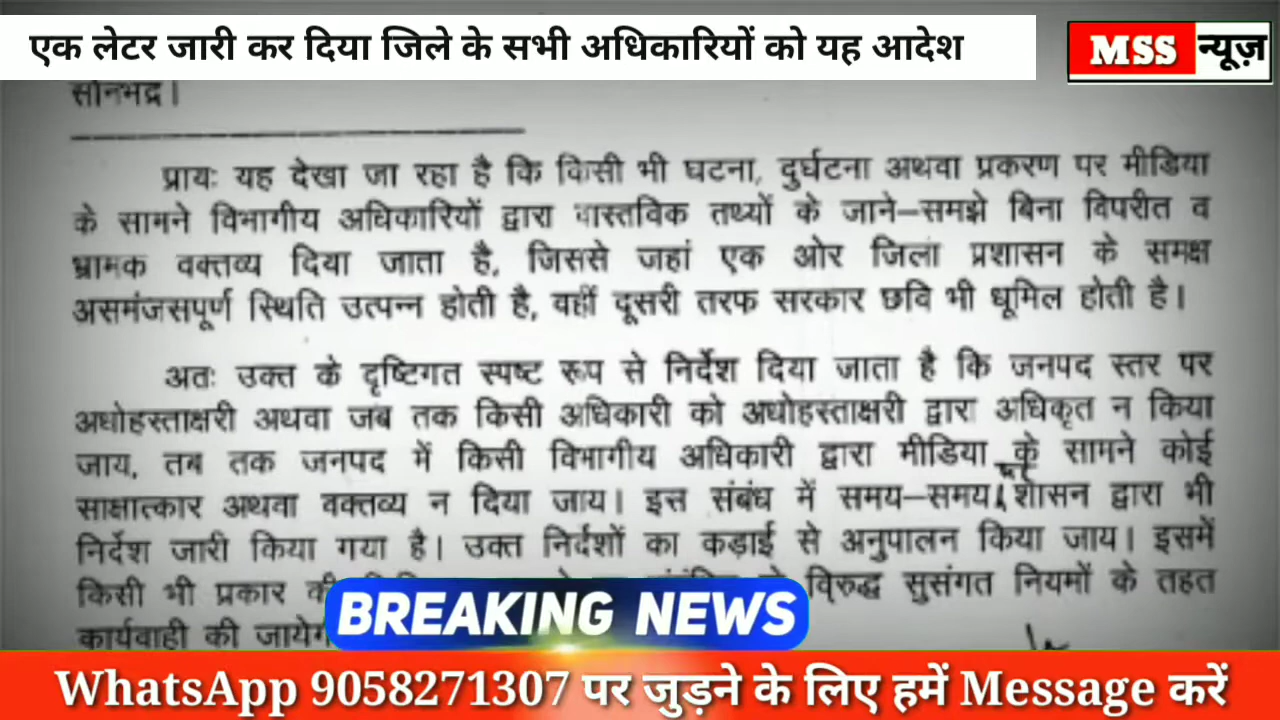 एक लेटर जारी कर दिया जिले के सभी अधिकारियों को यह आदेश
MSS न्यूज़
सोनभद्र।
प्रायः यह देखा जा रहा है कि किसी भी घटना, दुर्घटना अथवा प्रकरण पर मीडिया
के सामने विभागीय अधिकारियों द्वारा वास्तविक तथ्यों के जाने–समझे बिना विपरीत व
भ्रामक वक्तव्य दिया जाता है, जिससे जहां एक ओर जिला प्रशासन के समक्ष
असमंजसपूर्ण स्थिति उत्पन्न होती है, वहीं दूसरी तरफ सरकार छवि भी धूमिल होती है।
अतः उक्त के दृष्टिगत स्पष्ट रूप से निर्देश दिया जाता है कि जनपद स्तर पर
अधोहस्ताक्षरी अथवा जब तक किसी अधिकारी को अधोहस्ताक्षरी द्वारा अधिकृत न किया
जाय, तब तक जनपद में किसी विभागीय अधिकारी द्वारा मीडिया के सामने कोई
साक्षात्कार अथवा वक्तव्य न दिया जाय। इस संबंध में समय–समय पर शासन द्वारा भी
निर्देश जारी किया गया है। उक्त निर्देशों का कड़ाई से अनुपालन किया जाय। इसमें
किसी भी प्रकार विरुद्ध सुसंगत नियमों के तहत
कार्यवाही की
BREAKING NEWS
WhatsApp 9058271307 पर जुड़ने के लिए हमें Message करें